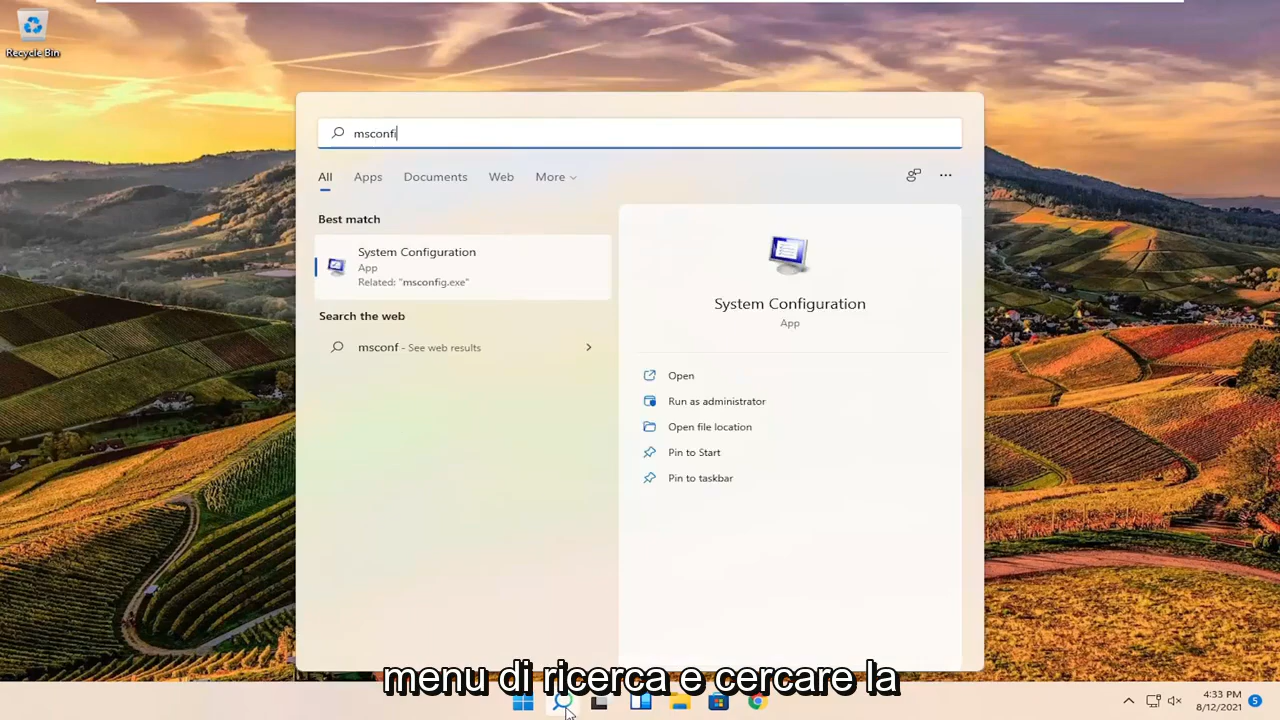 Recycle Bin
msconfi
All Apps Documents Web More
Best match
System Configuration
App
Related: "msconfig.exe"
Search the web
msconf - See web results
System Configuration
App
Open
Run as administrator
Open file location
Pin to Start
Pin to taskbar
menu di ricerca e cercare la
4:33 PM
8/12/2021
5